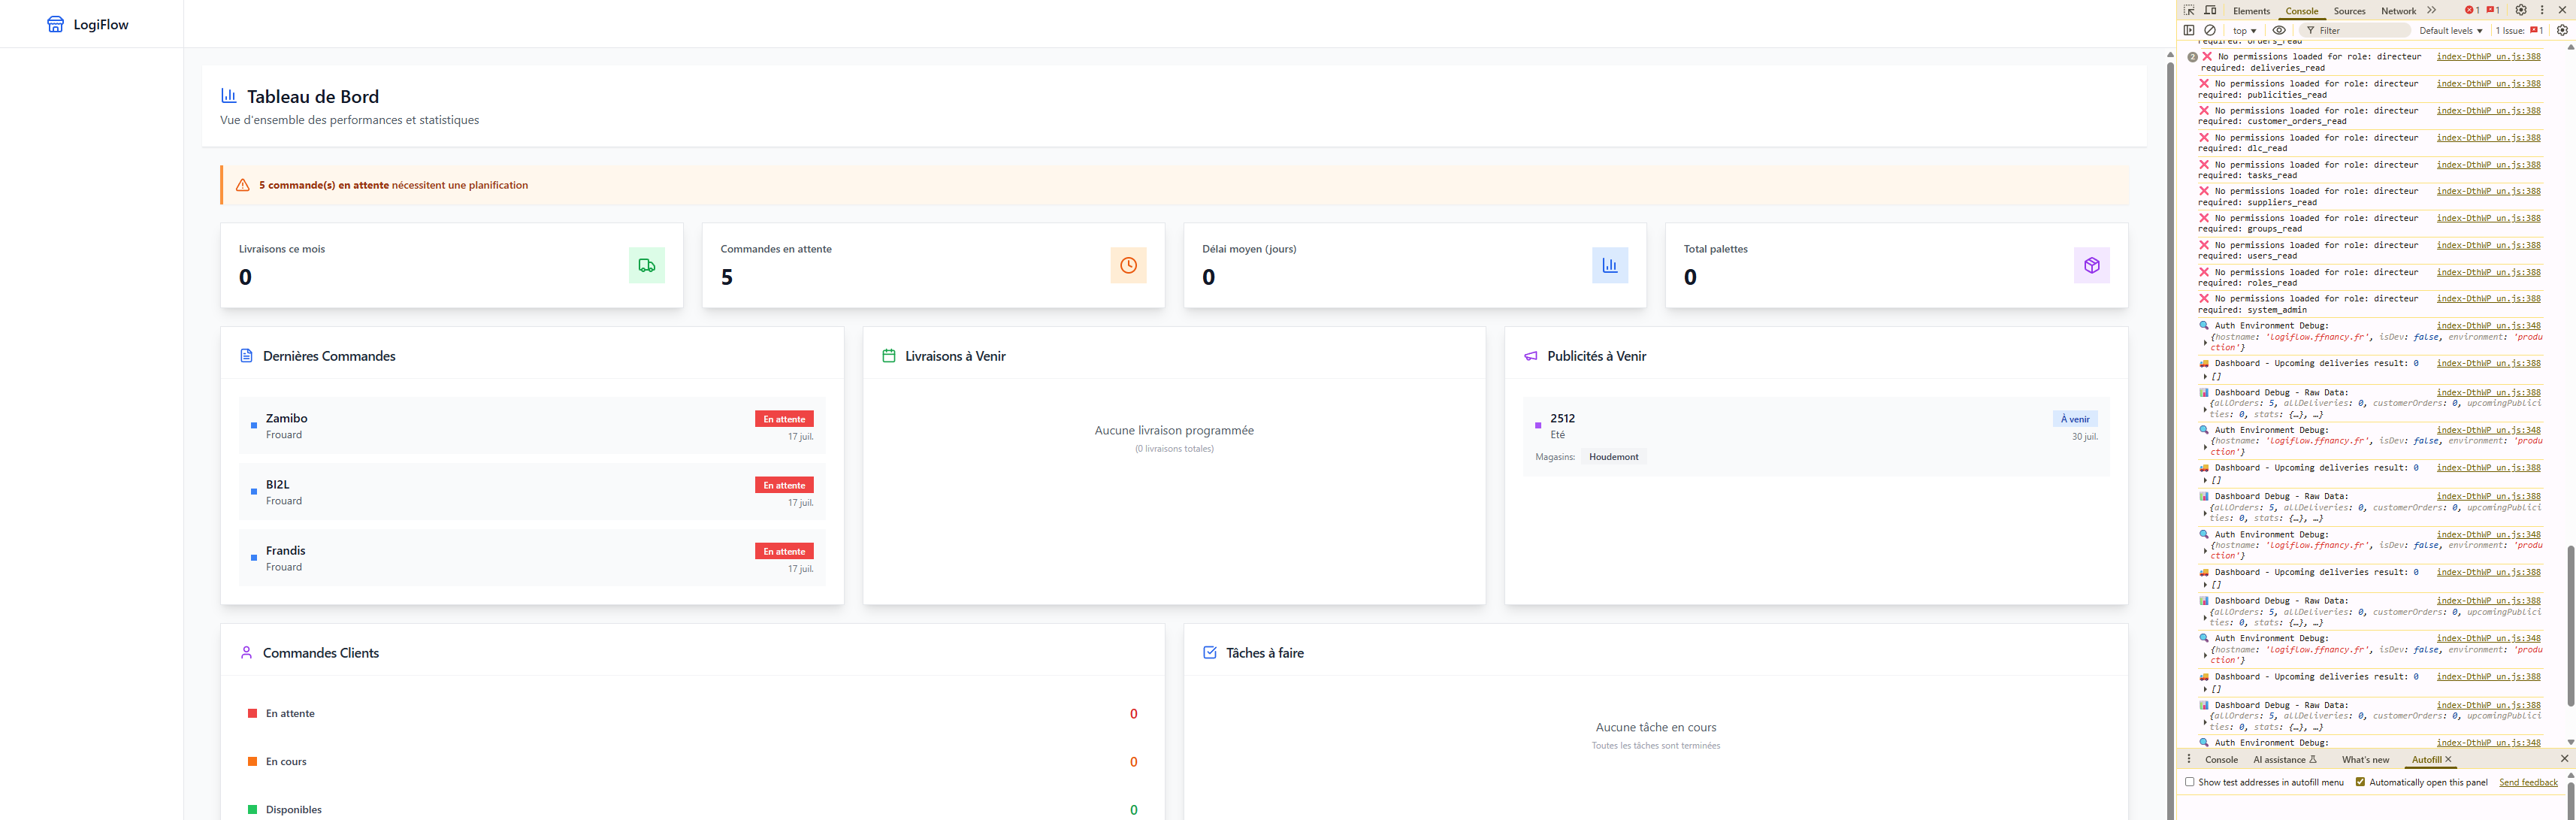 LogiFlow
Tableau de Bord
Vue d'ensemble des performances et statistiques
5 commande(s) en attente nécessitent une planification
Livraisons ce mois
0
Commandes en attente
5
Délai moyen (jours)
0
Total palettes
0
Dernières Commandes
Zamibo
Frouard
En attente
17 juil.
BI2L
Frouard
En attente
17 juil.
Frandis
Frouard
En attente
17 juil.
Livraisons à Venir
Aucune livraison programmée
(0 livraisons totales)
Publicités à Venir
2512
Eté
À venir
30 juil.
Magasins: Houdemont
Commandes Clients
En attente 0
En cours 0
Disponibles 0
Tâches à faire
Aucune tâche en cours
Toutes les tâches sont terminées
Elements Console Sources Network 1 1
top Filter Default levels 1 Issue: 1
required: orders_read
2 No permissions loaded for role: directeur index-DthWP_un.js:388
required: deliveries_read
No permissions loaded for role: directeur index-DthWP_un.js:388
required: publicities_read
No permissions loaded for role: directeur index-DthWP_un.js:388
required: customer_orders_read
No permissions loaded for role: directeur index-DthWP_un.js:388
required: dlc_read
No permissions loaded for role: directeur index-DthWP_un.js:388
required: tasks_read
No permissions loaded for role: directeur index-DthWP_un.js:388
required: suppliers_read
No permissions loaded for role: directeur index-DthWP_un.js:388
required: groups_read
No permissions loaded for role: directeur index-DthWP_un.js:388
required: users_read
No permissions loaded for role: directeur index-DthWP_un.js:388
required: roles_read
No permissions loaded for role: directeur index-DthWP_un.js:388
required: system_admin
Auth Environment Debug: index-DthWP_un.js:348
{hostname: 'logiflow.ffnancy.fr', isDev: false, environment: 'produ
ction'}
Dashboard - Upcoming deliveries result: 0 index-DthWP_un.js:388
[]
Dashboard Debug - Raw Data: index-DthWP_un.js:388
{allOrders: 5, allDeliveries: 0, customerOrders: 0, upcomingPublici
ties: 0, stats: {…}, …}
Auth Environment Debug: index-DthWP_un.js:348
{hostname: 'logiflow.ffnancy.fr', isDev: false, environment: 'produ
ction'}
Dashboard - Upcoming deliveries result: 0 index-DthWP_un.js:388
[]
Dashboard Debug - Raw Data: index-DthWP_un.js:388
{allOrders: 5, allDeliveries: 0, customerOrders: 0, upcomingPublici
ties: 0, stats: {…}, …}
Auth Environment Debug: index-DthWP_un.js:348
{hostname: 'logiflow.ffnancy.fr', isDev: false, environment: 'produ
ction'}
Dashboard - Upcoming deliveries result: 0 index-DthWP_un.js:388
[]
Dashboard Debug - Raw Data: index-DthWP_un.js:388
{allOrders: 5, allDeliveries: 0, customerOrders: 0, upcomingPublici
ties: 0, stats: {…}, …}
Auth Environment Debug: index-DthWP_un.js:348
{hostname: 'logiflow.ffnancy.fr', isDev: false, environment: 'produ
ction'}
Dashboard - Upcoming deliveries result: 0 index-DthWP_un.js:388
[]
Dashboard Debug - Raw Data: index-DthWP_un.js:388
{allOrders: 5, allDeliveries: 0, customerOrders: 0, upcomingPublici
ties: 0, stats: {…}, …}
Auth Environment Debug: index-DthWP_un.js:348
Console AI assistance What's new Autofill
Show test addresses in autofill menu Automatically open this panel Send feedback